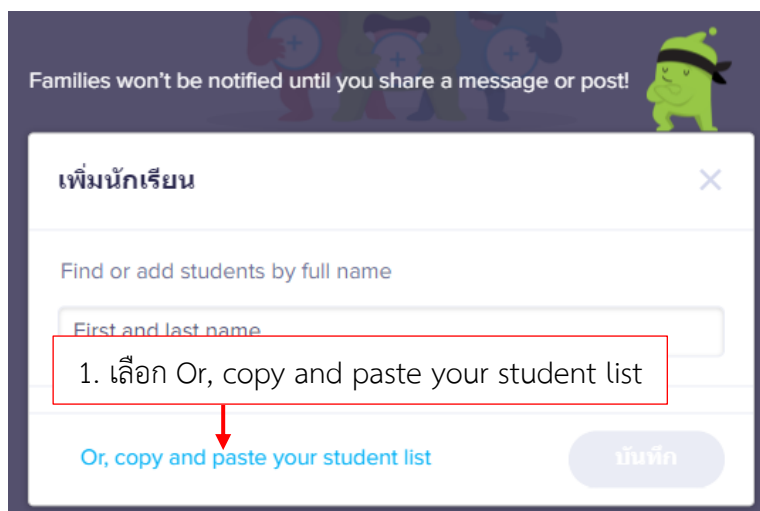 Families won't be notified until you share a message or post!
เพิ่มนักเรียน
Find or add students by full name
First and last name
1. เลือก Or, copy and paste your student list
Or, copy and paste your student list
บันทึก